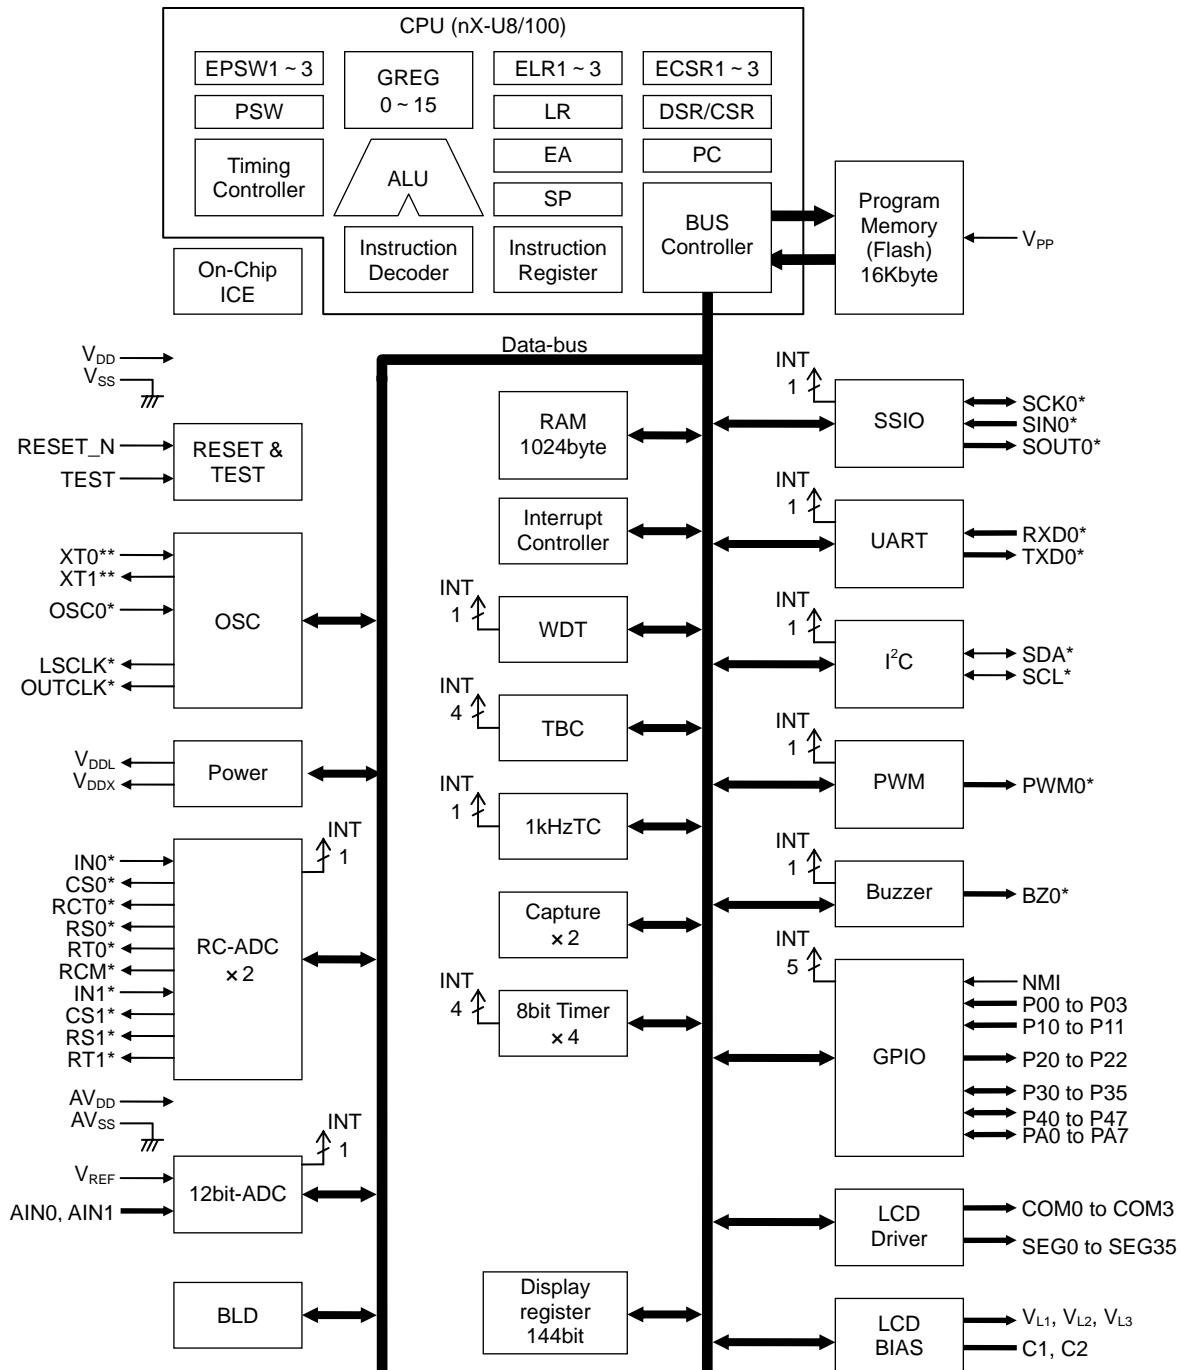 CPU (nX-U8/100)
EPSW1 ~ 3
GREG
0 ~ 15
ELR1 ~ 3
ECSR1 ~ 3
PSW
LR
DSR/CSR
Timing
Controller
ALU
EA
PC
SP
BUS
Controller
Program
Memory
(Flash)
16Kbyte
VPP
On-Chip
ICE
Instruction
Decoder
Instruction
Register
Data-bus
VDD
VSS
RESET_N
TEST
RESET &
TEST
XT0**
XT1**
OSC0*
LSCLK*
OUTCLK*
OSC
VDDL
VDDX
Power
IN0*
CS0*
RCT0*
RS0*
RT0*
RCM*
IN1*
CS1*
RS1*
RT1*
RC-ADC
×2
INT
1
AVDD
AVSS
VREF
AIN0, AIN1
12bit-ADC
INT
1
BLD
RAM
1024byte
Interrupt
Controller
INT
1
WDT
INT
4
TBC
INT
1
1kHzTC
Capture
×2
INT
4
8bit Timer
×4
Display
register
144bit
INT
1
SSIO
SCK0*
SIN0*
SOUT0*
INT
1
UART
RXD0*
TXD0*
INT
1
I²C
SDA*
SCL*
INT
1
PWM
PWM0*
INT
1
Buzzer
BZ0*
INT
5
GPIO
NMI
P00 to P03
P10 to P11
P20 to P22
P30 to P35
P40 to P47
PA0 to PA7
LCD
Driver
COM0 to COM3
SEG0 to SEG35
LCD
BIAS
VL1, VL2, VL3
C1, C2